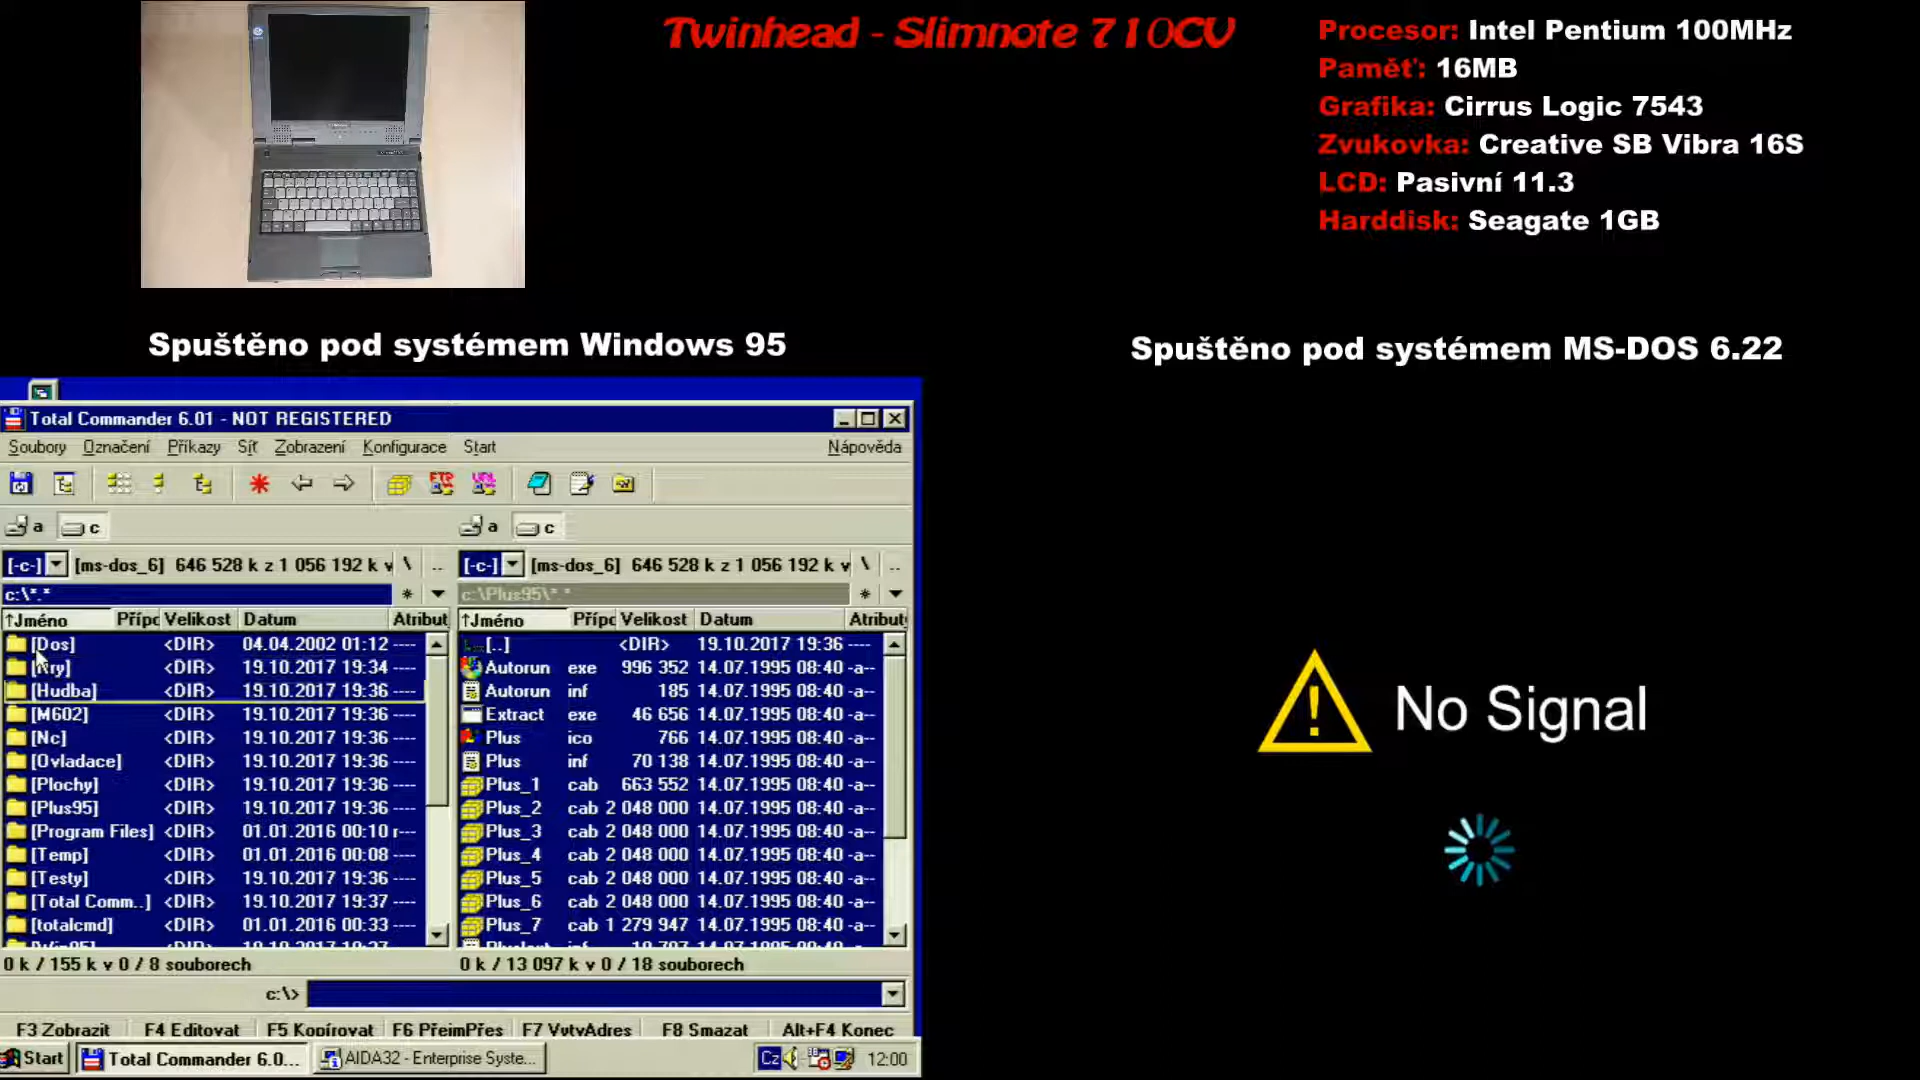 Twinhead - Slimnote 710CV
Procesor: Intel Pentium 100MHz
Paměť: 16MB
Grafika: Cirrus Logic 7543
Zvukovka: Creative SB Vibra 16S
LCD: Pasivní 11.3
Harddisk: Seagate 1GB
Spuštěno pod systémem Windows 95
Spuštěno pod systémem MS-DOS 6.22
Total Commander 6.01 - NOT REGISTERED
Soubory Označení Příkazy Síť Zobrazení Konfigurace Start Nápověda
FTP URL
a c
a c
[-c-] [ms-dos_6] 646 528 k z 1 056 192 k v \ ..
c:\*.* *
↑Jméno Přípo Velikost Datum Atribut
[Dos] <DIR> 04.04.2002 01:12 ----
<DIR> 19.10.2017 19:34 ----
[Hudba] <DIR> 19.10.2017 19:36 ----
[M602] <DIR> 19.10.2017 19:36 ----
[Nc] <DIR> 19.10.2017 19:36 ----
[Ovladace] <DIR> 19.10.2017 19:36 ----
[Plochy] <DIR> 19.10.2017 19:36 ----
[Plus95] <DIR> 19.10.2017 19:36 ----
[Program Files] <DIR> 01.01.2016 00:10 r---
[Temp] <DIR> 01.01.2016 00:08 ----
[Testy] <DIR> 19.10.2017 19:36 ----
[Total Comm..] <DIR> 19.10.2017 19:37 ----
[totalcmd] <DIR> 01.01.2016 00:33 ----
0 k / 155 k v 0 / 8 souborech
[-c-] [ms-dos_6] 646 528 k z 1 056 192 k v \ ..
c:\Plus95\*.* *
↑Jméno Přípo Velikost Datum Atribut
[..] <DIR> 19.10.2017 19:36 ----
Autorun exe 996 352 14.07.1995 08:40 -a--
Autorun inf 185 14.07.1995 08:40 -a--
Extract exe 46 656 14.07.1995 08:40 -a--
Plus ico 766 14.07.1995 08:40 -a--
Plus inf 70 138 14.07.1995 08:40 -a--
Plus_1 cab 663 552 14.07.1995 08:40 -a--
Plus_2 cab 2 048 000 14.07.1995 08:40 -a--
Plus_3 cab 2 048 000 14.07.1995 08:40 -a--
Plus_4 cab 2 048 000 14.07.1995 08:40 -a--
Plus_5 cab 2 048 000 14.07.1995 08:40 -a--
Plus_6 cab 2 048 000 14.07.1995 08:40 -a--
Plus_7 cab 1 279 947 14.07.1995 08:40 -a--
0 k / 13 097 k v 0 / 18 souborech
c:\>
F3 Zobrazit F4 Editovat F5 Kopírovat F6 PřejmPřes F7 VytvAdres F8 Smazat Alt+F4 Konec
Start Total Commander 6.0... AIDA32 - Enterprise Syste... Cz 12:00
No Signal